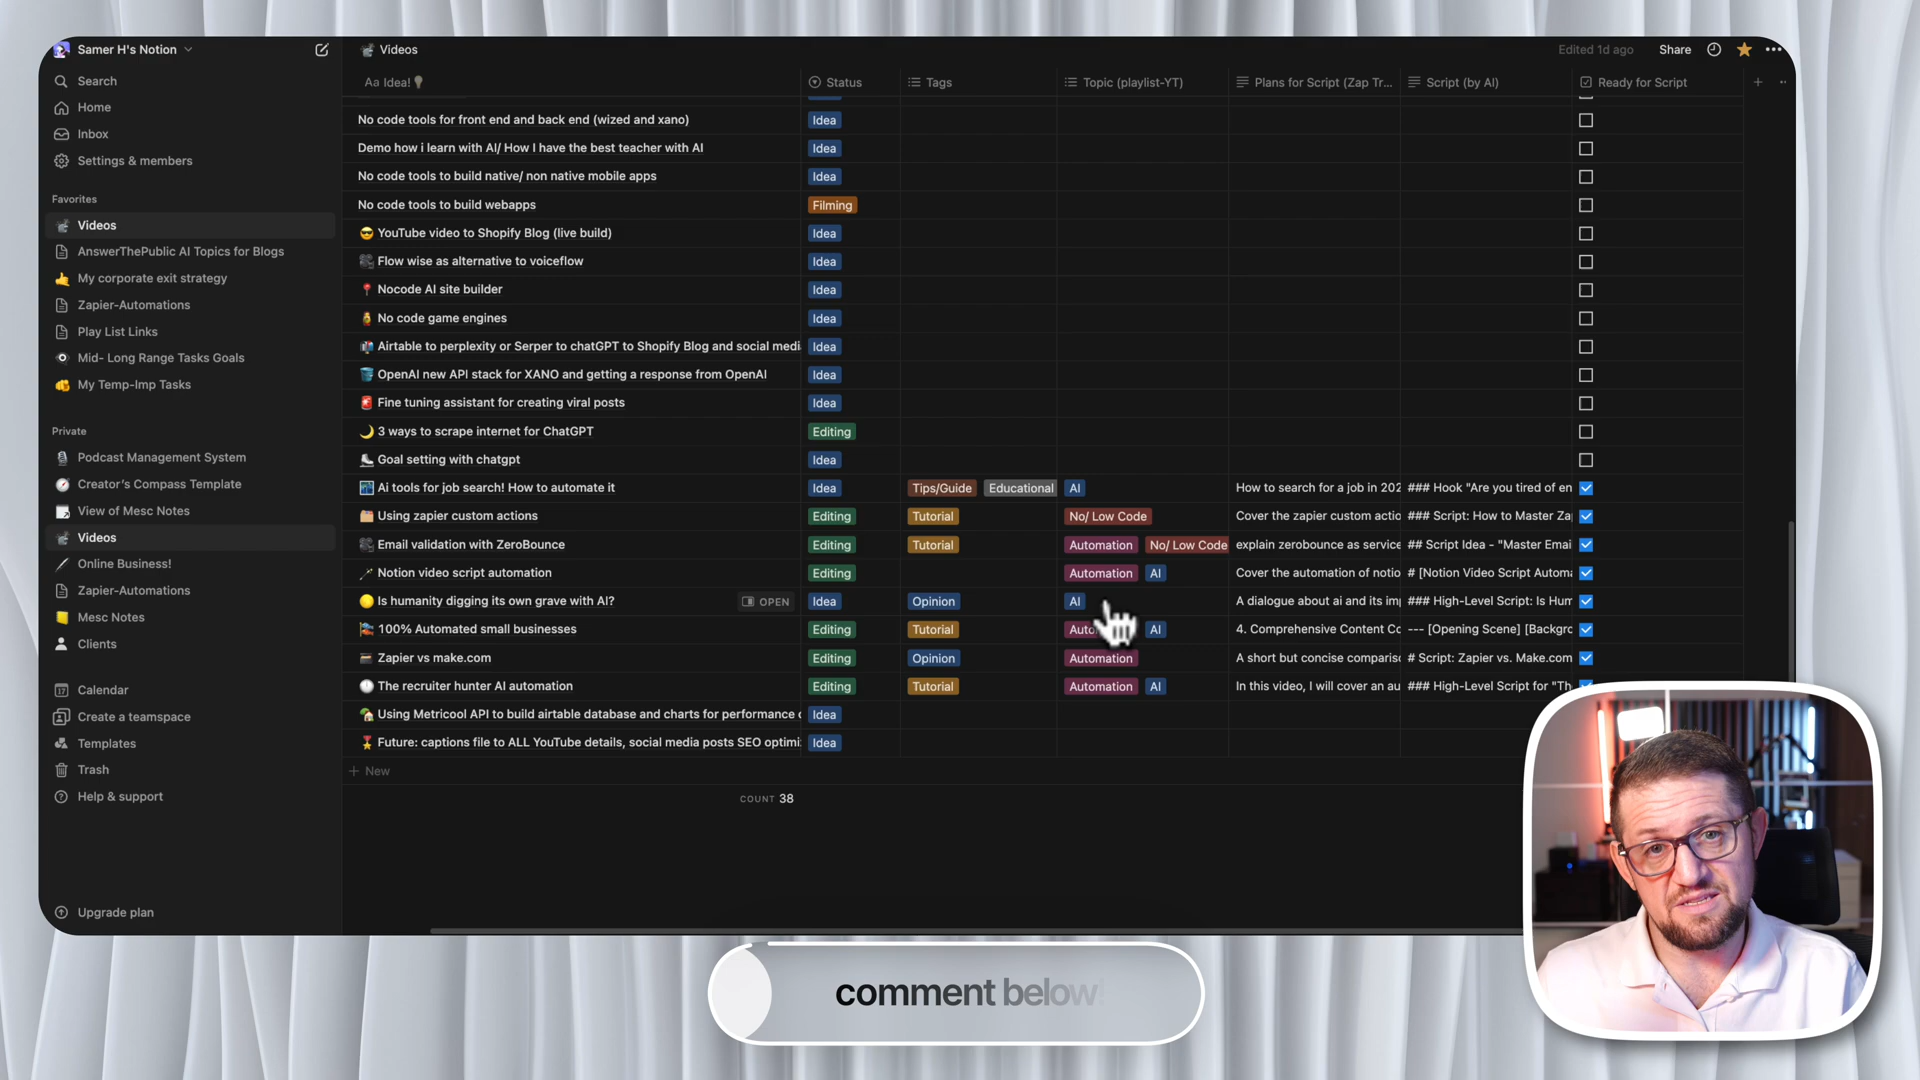 Samer H's Notion
Search
Home
Inbox
Settings & members
Favorites
Videos
AnswerThePublic AI Topics for Blogs
My corporate exit strategy
Zapier-Automations
Play List Links
Mid- Long Range Tasks Goals
My Temp-Imp Tasks
Private
Podcast Management System
Creator's Compass Template
View of Mesc Notes
Videos
Online Business!
Zapier-Automations
Mesc Notes
Clients
Calendar
Create a teamspace
Templates
Trash
Help & support
Upgrade plan
Videos Edited 1d ago Share
Aa Idea! Status Tags Topic (playlist-YT) Plans for Script (Zap Tr... Script (by AI) Ready for Script
No code tools for front end and back end (wized and xano) Idea
Demo how i learn with AI/ How I have the best teacher with AI Idea
No code tools to build native/ non native mobile apps Idea
No code tools to build webapps Filming
YouTube video to Shopify Blog (live build) Idea
Flow wise as alternative to voiceflow Idea
Nocode AI site builder Idea
No code game engines Idea
Airtable to perplexity or Serper to chatGPT to Shopify Blog and social medi Idea
OpenAI new API stack for XANO and getting a response from OpenAI Idea
Fine tuning assistant for creating viral posts Idea
3 ways to scrape internet for ChatGPT Editing
Goal setting with chatgpt Idea
Ai tools for job search! How to automate it Idea Tips/Guide Educational AI How to search for a job in 202 ### Hook "Are you tired of en
Using zapier custom actions Editing Tutorial No/ Low Code Cover the zapier custom actio ### Script: How to Master Za
Email validation with ZeroBounce Editing Tutorial Automation No/ Low Code explain zerobounce as service ## Script Idea - "Master Emai
Notion video script automation Editing Automation AI Cover the automation of notio # [Notion Video Script Autom
Is humanity digging its own grave with AI? OPEN Idea Opinion AI A dialogue about ai and its im ### High-Level Script: Is Hum
100% Automated small businesses Editing Tutorial Auto AI 4. Comprehensive Content Co --- [Opening Scene] [Backgro
Zapier vs make.com Editing Opinion Automation A short but concise comparis # Script: Zapier vs. Make.com
The recruiter hunter AI automation Editing Tutorial Automation AI In this video, I will cover an au ### High-Level Script for "Th
Using Metricool API to build airtable database and charts for performance Idea
Future: captions file to ALL YouTube details, social media posts SEO optimi Idea
+ New
COUNT 38
comment below!